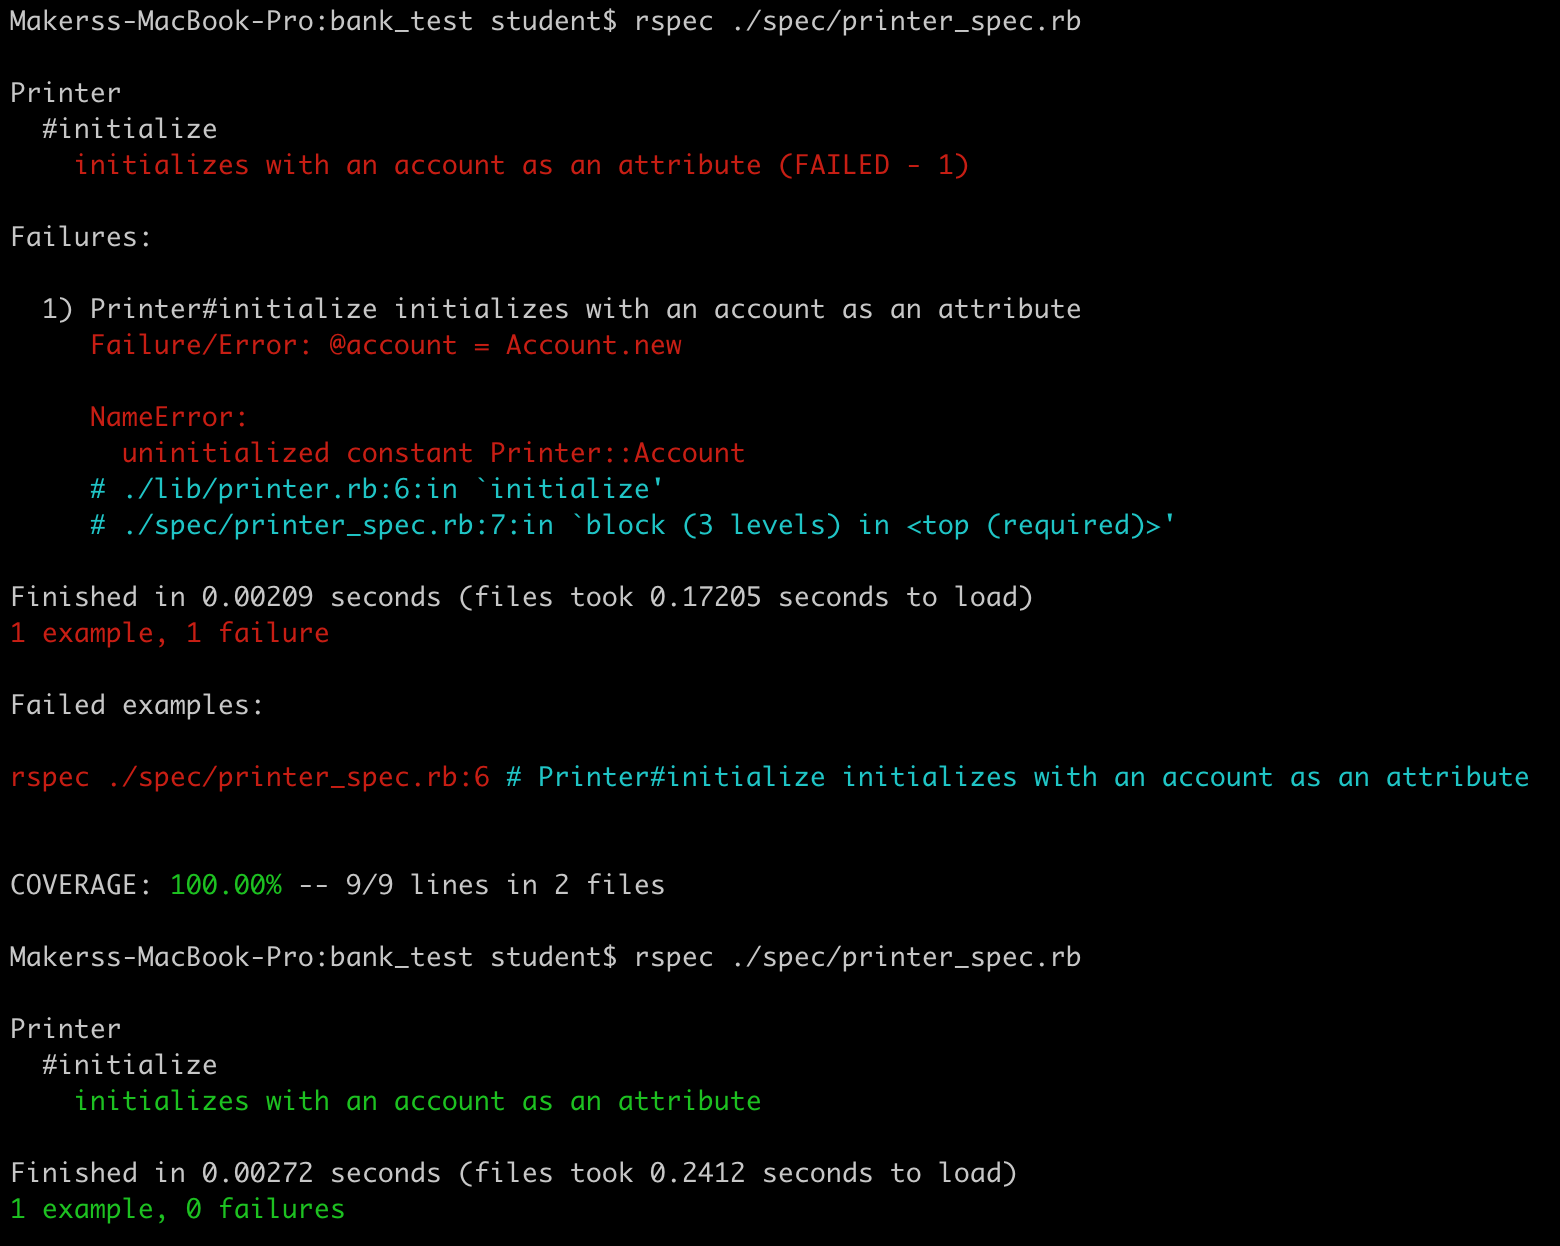 Makerss-MacBook-Pro:bank_test student$ rspec ./spec/printer_spec.rb
Printer
  #initialize
    initializes with an account as an attribute (FAILED - 1)
Failures:
  1) Printer#initialize initializes with an account as an attribute
     Failure/Error: @account = Account.new
     NameError:
       uninitialized constant Printer::Account
     # ./lib/printer.rb:6:in `initialize'
     # ./spec/printer_spec.rb:7:in `block (3 levels) in <top (required)>'
Finished in 0.00209 seconds (files took 0.17205 seconds to load)
1 example, 1 failure
Failed examples:
rspec ./spec/printer_spec.rb:6 # Printer#initialize initializes with an account as an attribute
COVERAGE: 100.00% -- 9/9 lines in 2 files
Makerss-MacBook-Pro:bank_test student$ rspec ./spec/printer_spec.rb
Printer
  #initialize
    initializes with an account as an attribute
Finished in 0.00272 seconds (files took 0.2412 seconds to load)
1 example, 0 failures